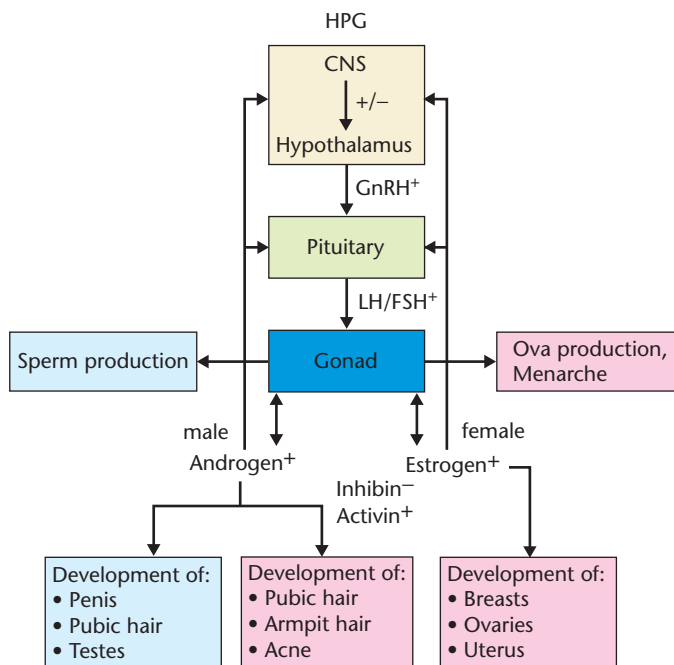 HPG
CNS
+/−
Hypothalamus
GnRH⁺
Pituitary
LH/FSH⁺
Sperm production
Gonad
Ova production,
Menarche
male
female
Androgen⁺
Estrogen⁺
Inhibin⁻
Activin⁺
Development of:
• Penis
• Pubic hair
• Testes
Development of:
• Pubic hair
• Armpit hair
• Acne
Development of:
• Breasts
• Ovaries
• Uterus